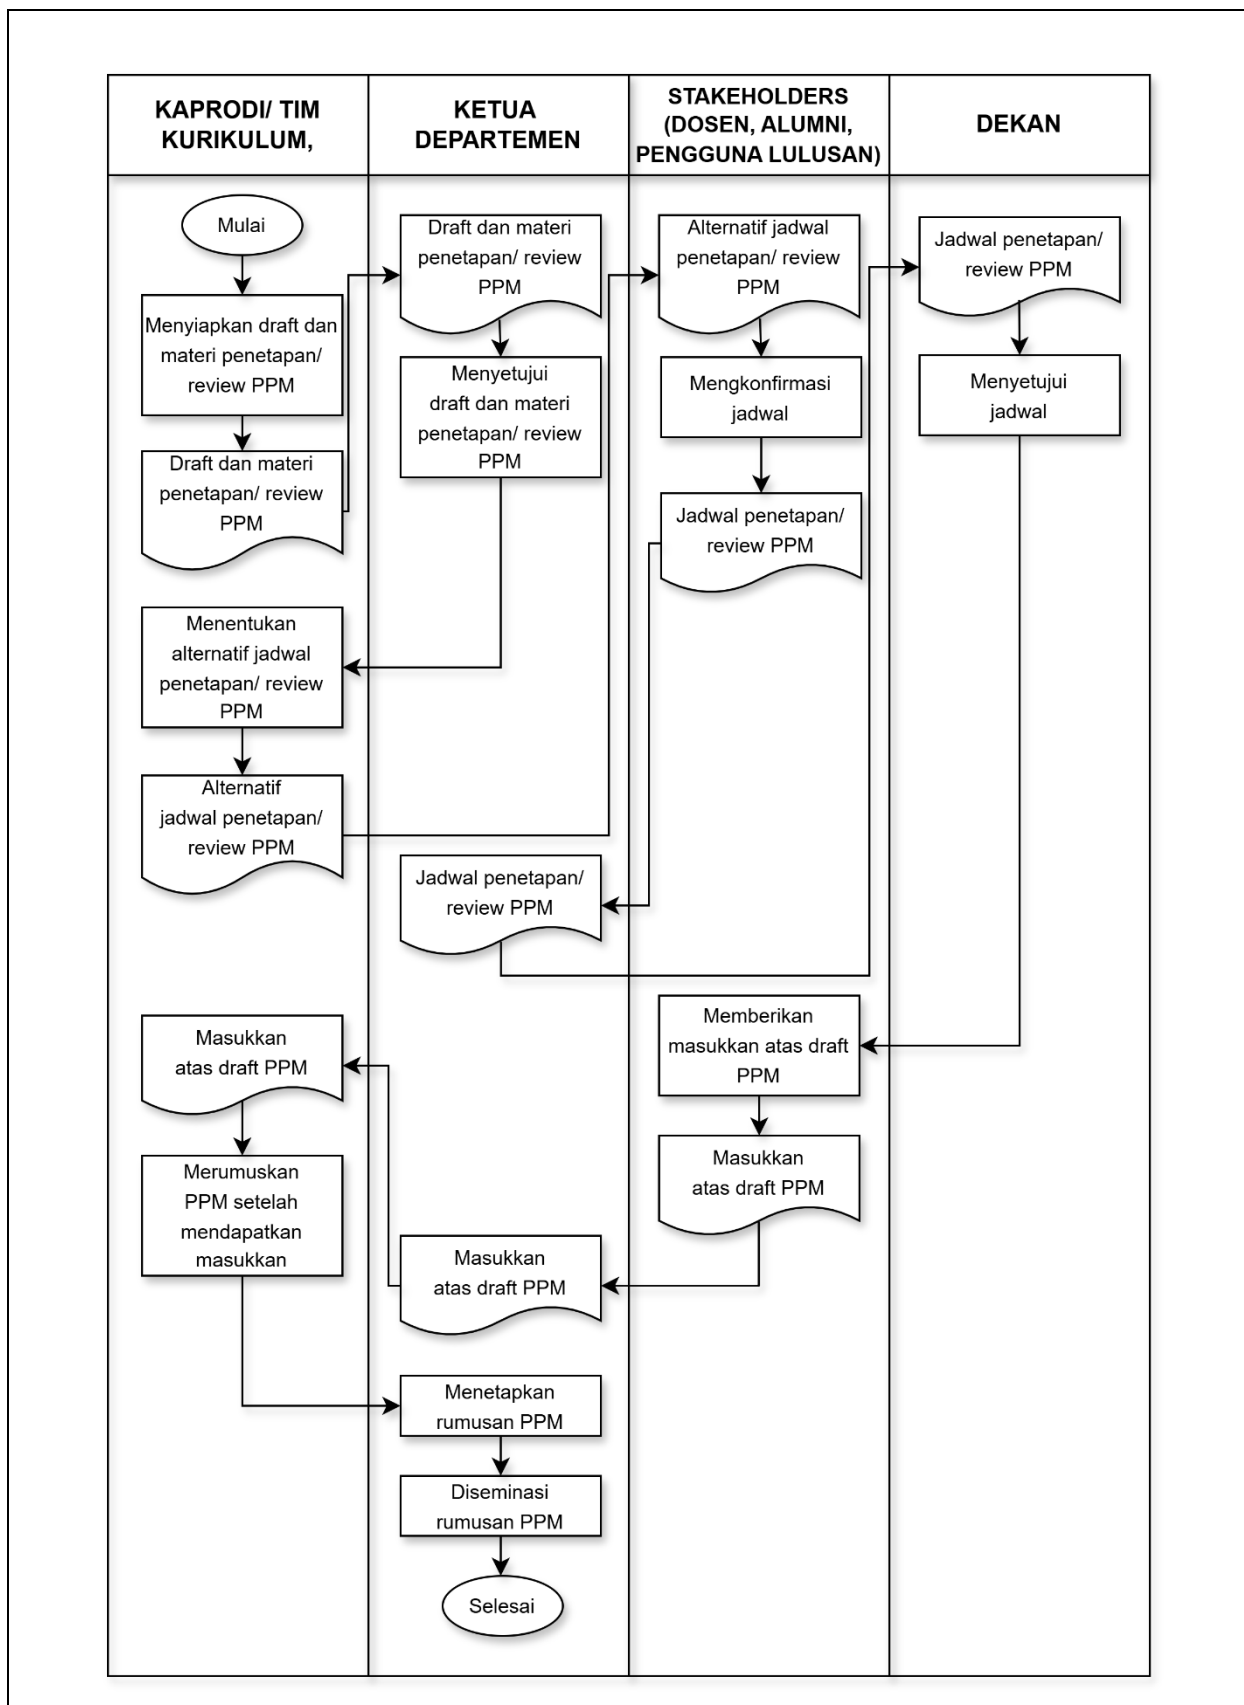 KAPRODI/ TIM
KURIKULUM,
KETUA
DEPARTEMEN
STAKEHOLDERS
(DOSEN, ALUMNI,
PENGGUNA LULUSAN)
DEKAN
Mulai
Menyiapkan draft dan
materi penetapan/
review PPM
Draft dan materi
penetapan/ review
PPM
Draft dan materi
penetapan/ review
PPM
Menyetujui
draft dan materi
penetapan/ review
PPM
Menentukan
alternatif jadwal
penetapan/ review
PPM
Alternatif
jadwal penetapan/
review PPM
Alternatif jadwal
penetapan/ review
PPM
Mengkonfirmasi
jadwal
Jadwal penetapan/
review PPM
Jadwal penetapan/
review PPM
Jadwal penetapan/
review PPM
Menyetujui
jadwal
Memberikan
masukkan atas draft
PPM
Masukkan
atas draft PPM
Masukkan
atas draft PPM
Masukkan
atas draft PPM
Merumuskan
PPM setelah
mendapatkan
masukkan
Menetapkan
rumusan PPM
Diseminasi
rumusan PPM
Selesai